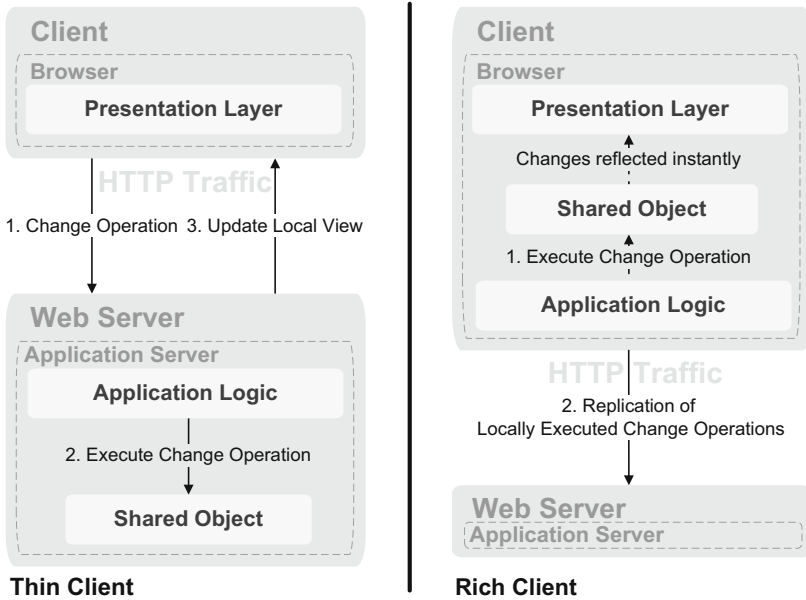 Client
Browser
Presentation Layer
HTTP Traffic
1. Change Operation
3. Update Local View
Web Server
Application Server
Application Logic
2. Execute Change Operation
Shared Object
Thin Client
Client
Browser
Presentation Layer
Changes reflected instantly
Shared Object
1. Execute Change Operation
Application Logic
HTTP Traffic
2. Replication of
Locally Executed Change Operations
Web Server
Application Server
Rich Client